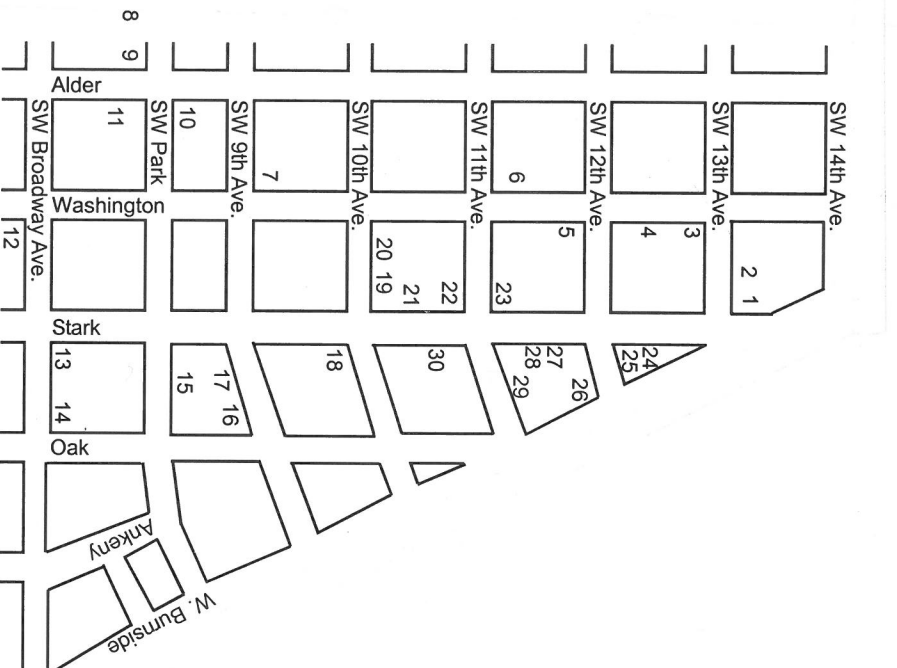 8
9
Alder
SW Broadway Ave.
11
SW Park
10
SW 9th Ave.
7
SW 10th Ave.
SW 11th Ave.
6
SW 12th Ave.
SW 13th Ave.
SW 14th Ave.
Washington
12
20
19
21
22
23
5
4
3
2
1
Stark
13
14
15
17
16
18
30
28
27
29
26
25
24
Oak
Ankeny
W. Burnside